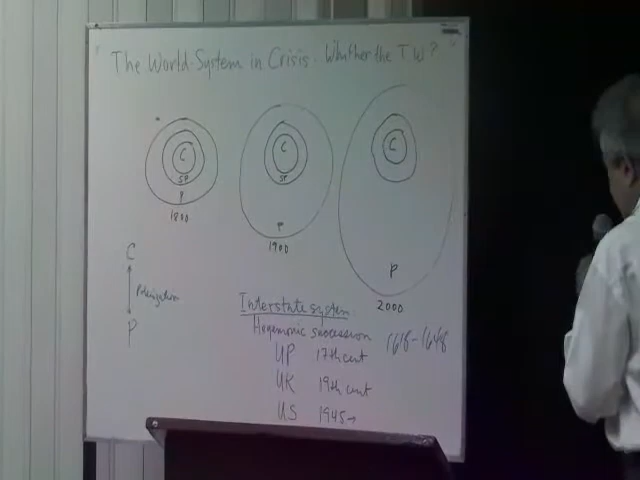 The World-System in Crisis. Whither the TW?
C
SP
P
1800
C
SP
P
1900
C
P
2000
C
Polarization
P
Interstate system
Hegemonic succession
1618-1648
UP 17th cent
UK 19th cent
US 1945→